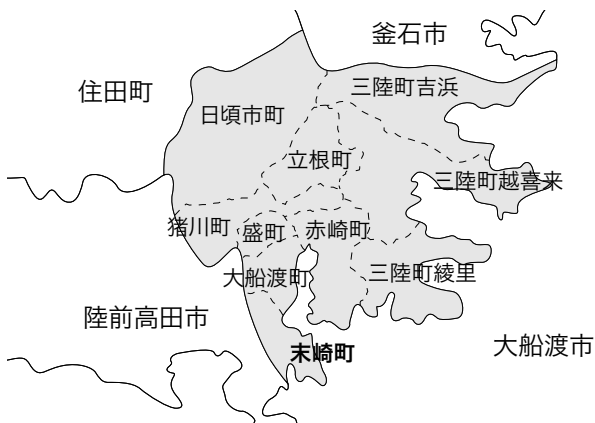 釜石市
住田町
三陸町吉浜
日頃市町
立根町
三陸町越喜来
猪川町
盛町
赤崎町
大船渡町
三陸町綾里
陸前高田市
大船渡市
末崎町